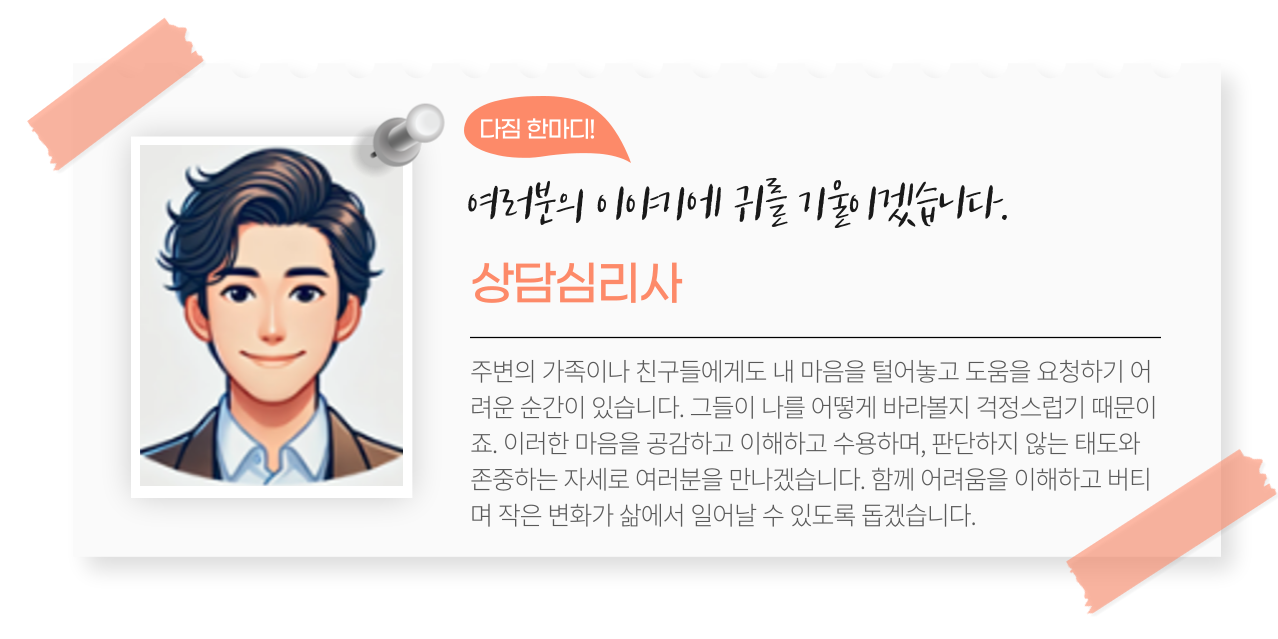 다짐 한마디!
여러분의 이야기에 귀를 기울이겠습니다.
상담심리사
주변의 가족이나 친구들에게도 내 마음을 털어놓고 도움을 요청하기 어
려운 순간이 있습니다. 그들이 나를 어떻게 바라볼지 걱정스럽기 때문이
죠. 이러한 마음을 공감하고 이해하고 수용하며, 판단하지 않는 태도와
존중하는 자세로 여러분을 만나겠습니다. 함께 어려움을 이해하고 버티
며 작은 변화가 삶에서 일어날 수 있도록 돕겠습니다.